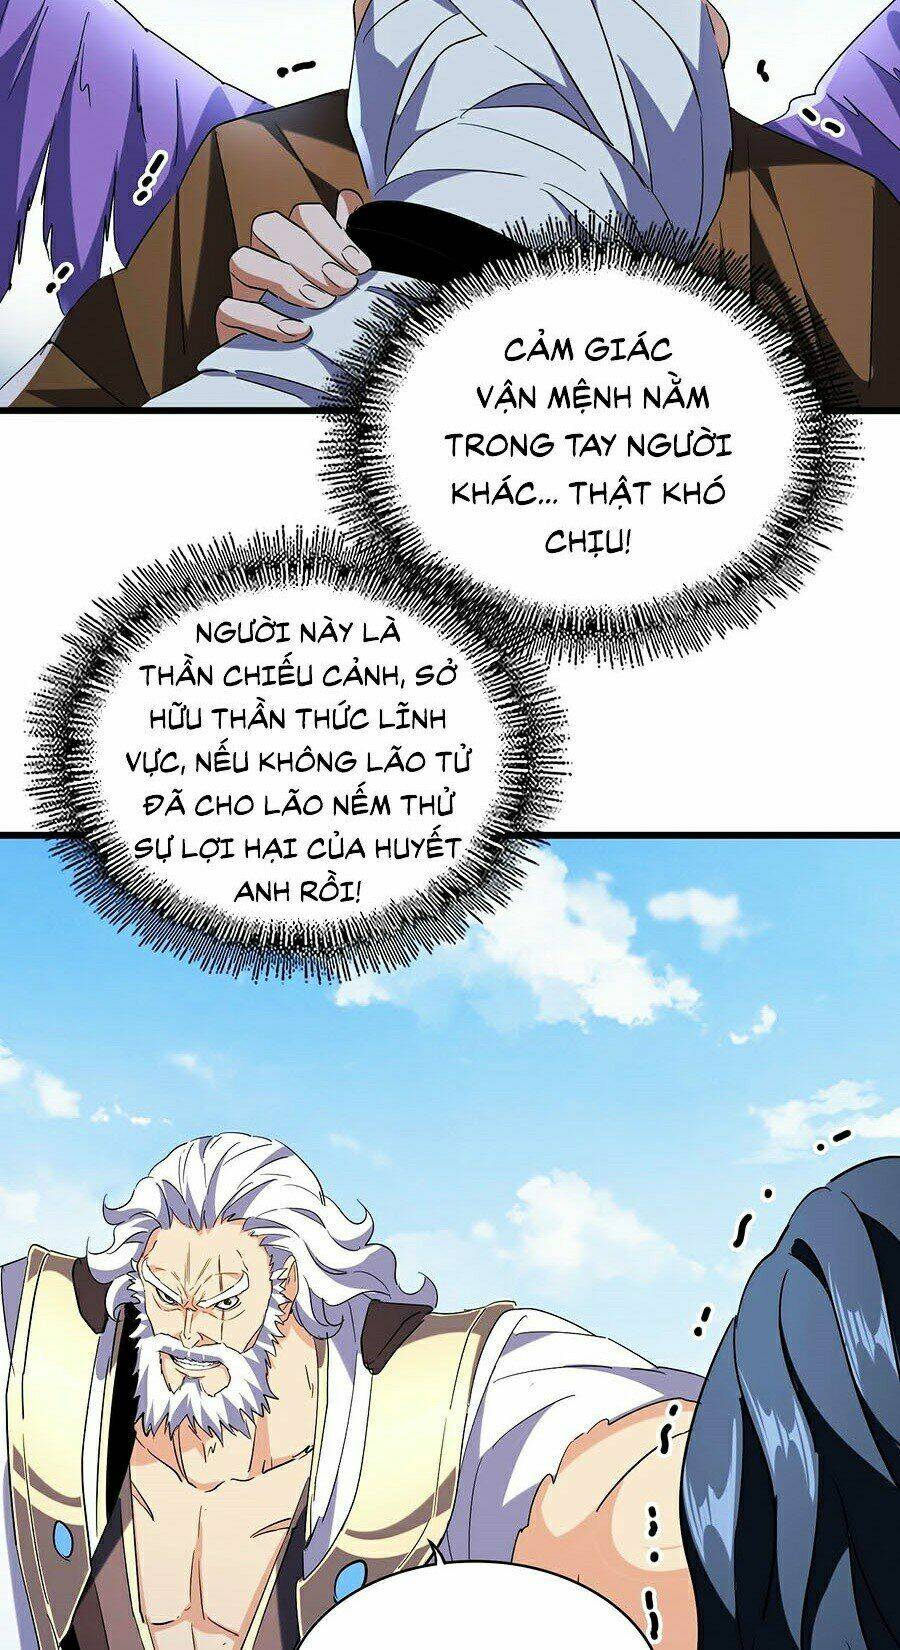 CẢM GIÁC
VẬN MỆNH NẰM
TRONG TAY NGƯỜI
KHÁC... THẬT KHÓ
CHỊU!
NGƯỜI NÀY LÀ
THẦN CHIẾU CẢNH, SỞ
HỮU THẦN THỨC LĨNH
VỰC, NẾU KHÔNG LÃO TỬ
ĐÃ CHO LÃO NẾM THỬ
SỰ LỢI HẠI CỦA HUYẾT
ANH RỒI!